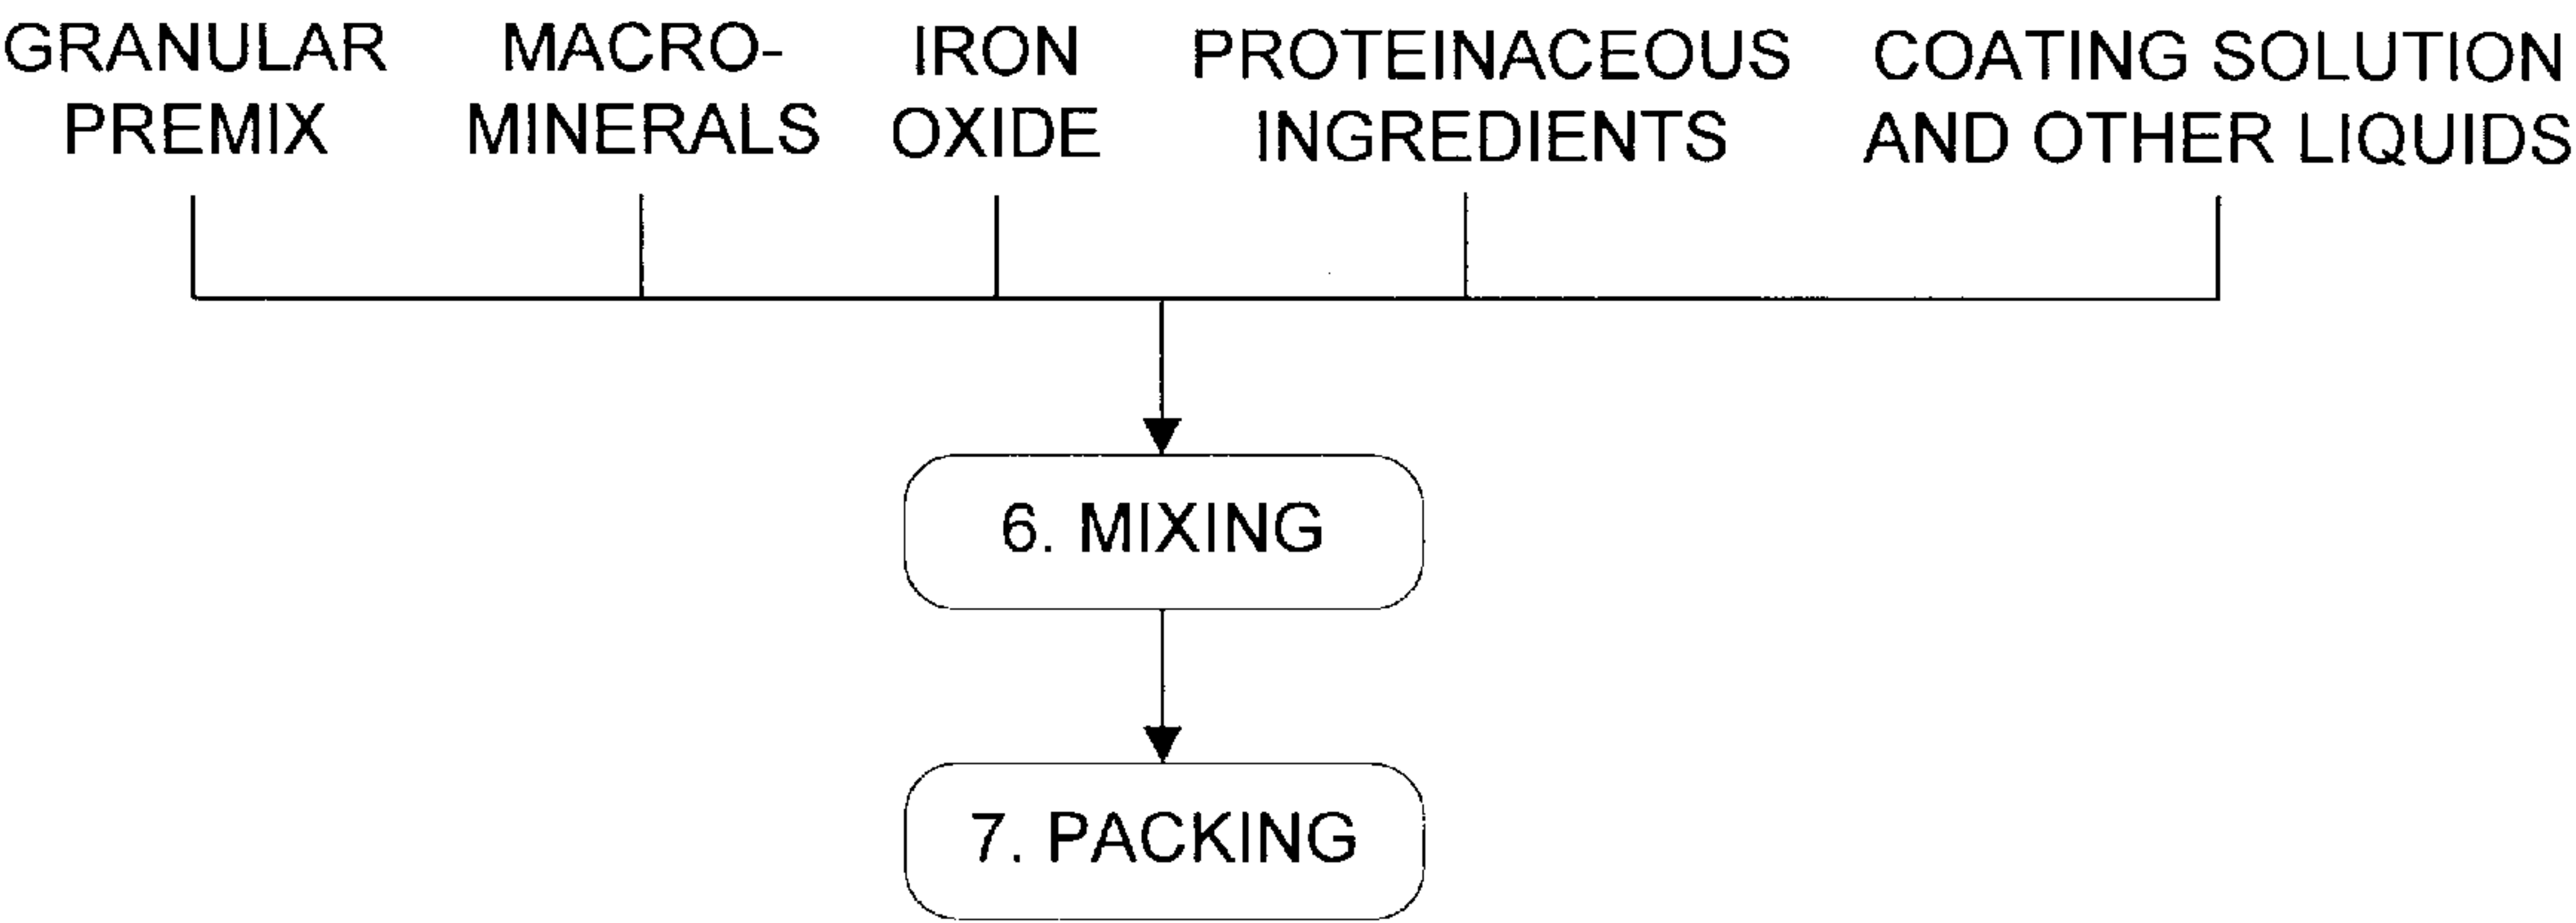 GRANULAR
PREMIX
MACRO-
MINERALS
IRON
OXIDE
PROTEINACEOUS
INGREDIENTS
COATING SOLUTION
AND OTHER LIQUIDS
6. MIXING
7. PACKING